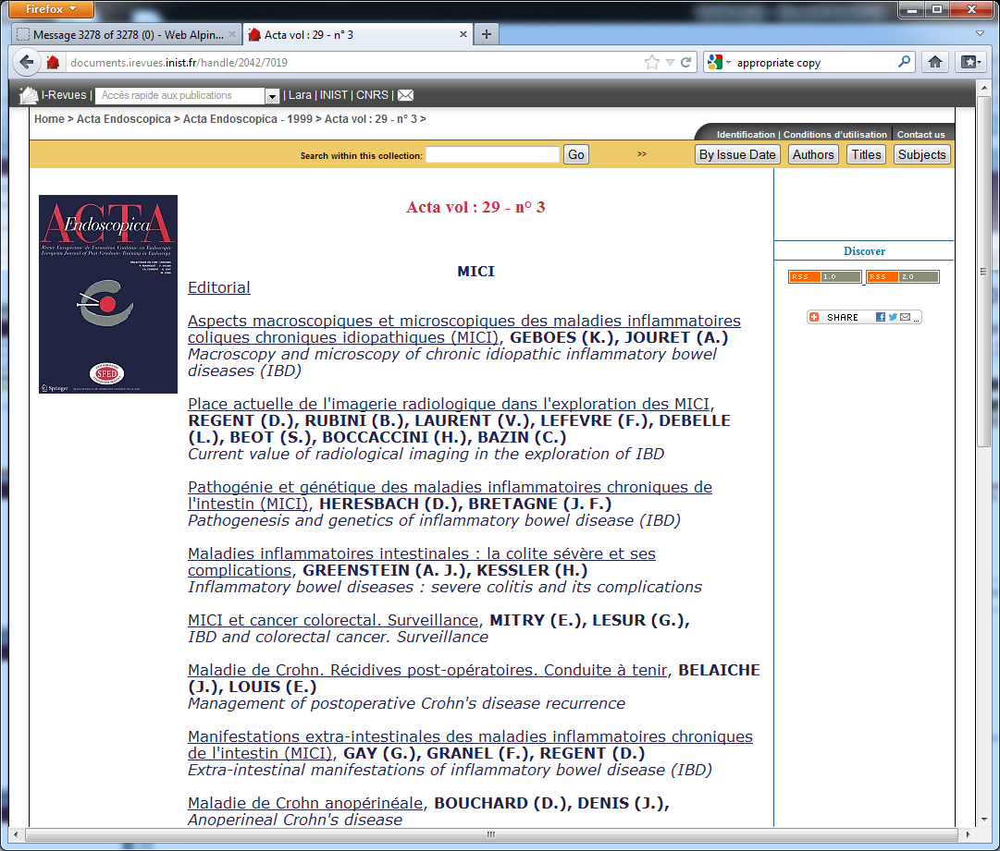 Firefox
Message 3278 of 3278 (0) - Web Alpin...
Acta vol : 29 - n° 3
documents.irevues.inist.fr/handle/2042/7019
appropriate copy
I-Revues | Accès rapide aux publications | Lara | INIST | CNRS |
Home > Acta Endoscopica > Acta Endoscopica - 1999 > Acta vol : 29 - n° 3 >
Identification | Conditions d'utilisation | Contact us
Search within this collection: Go >> By Issue Date Authors Titles Subjects
ACTA
Endoscopica
Revue Européenne de Formation Continue en Endoscopie
European Journal of Post Graduate Training in Endoscopy
SFED
Springer
Acta vol : 29 - n° 3
MICI
Editorial
Aspects macroscopiques et microscopiques des maladies inflammatoires
coliques chroniques idiopathiques (MICI), GEBOES (K.), JOURET (A.)
Macroscopy and microscopy of chronic idiopathic inflammatory bowel
diseases (IBD)
Place actuelle de l'imagerie radiologique dans l'exploration des MICI,
REGENT (D.), RUBINI (B.), LAURENT (V.), LEFEVRE (F.), DEBELLE
(L.), BEOT (S.), BOCCACCINI (H.), BAZIN (C.)
Current value of radiological imaging in the exploration of IBD
Pathogénie et génétique des maladies inflammatoires chroniques de
l'intestin (MICI), HERESBACH (D.), BRETAGNE (J. F.)
Pathogenesis and genetics of inflammatory bowel disease (IBD)
Maladies inflammatoires intestinales : la colite sévère et ses
complications, GREENSTEIN (A. J.), KESSLER (H.)
Inflammatory bowel diseases : severe colitis and its complications
MICI et cancer colorectal. Surveillance, MITRY (E.), LESUR (G.),
IBD and colorectal cancer. Surveillance
Maladie de Crohn. Récidives post-opératoires. Conduite à tenir, BELAICHE
(J.), LOUIS (E.)
Management of postoperative Crohn's disease recurrence
Manifestations extra-intestinales des maladies inflammatoires chroniques
de l'intestin (MICI), GAY (G.), GRANEL (F.), REGENT (D.)
Extra-intestinal manifestations of inflammatory bowel disease (IBD)
Maladie de Crohn anopérinéale, BOUCHARD (D.), DENIS (J.),
Anoperineal Crohn's disease
Discover
RSS 1.0 RSS 2.0
SHARE ...